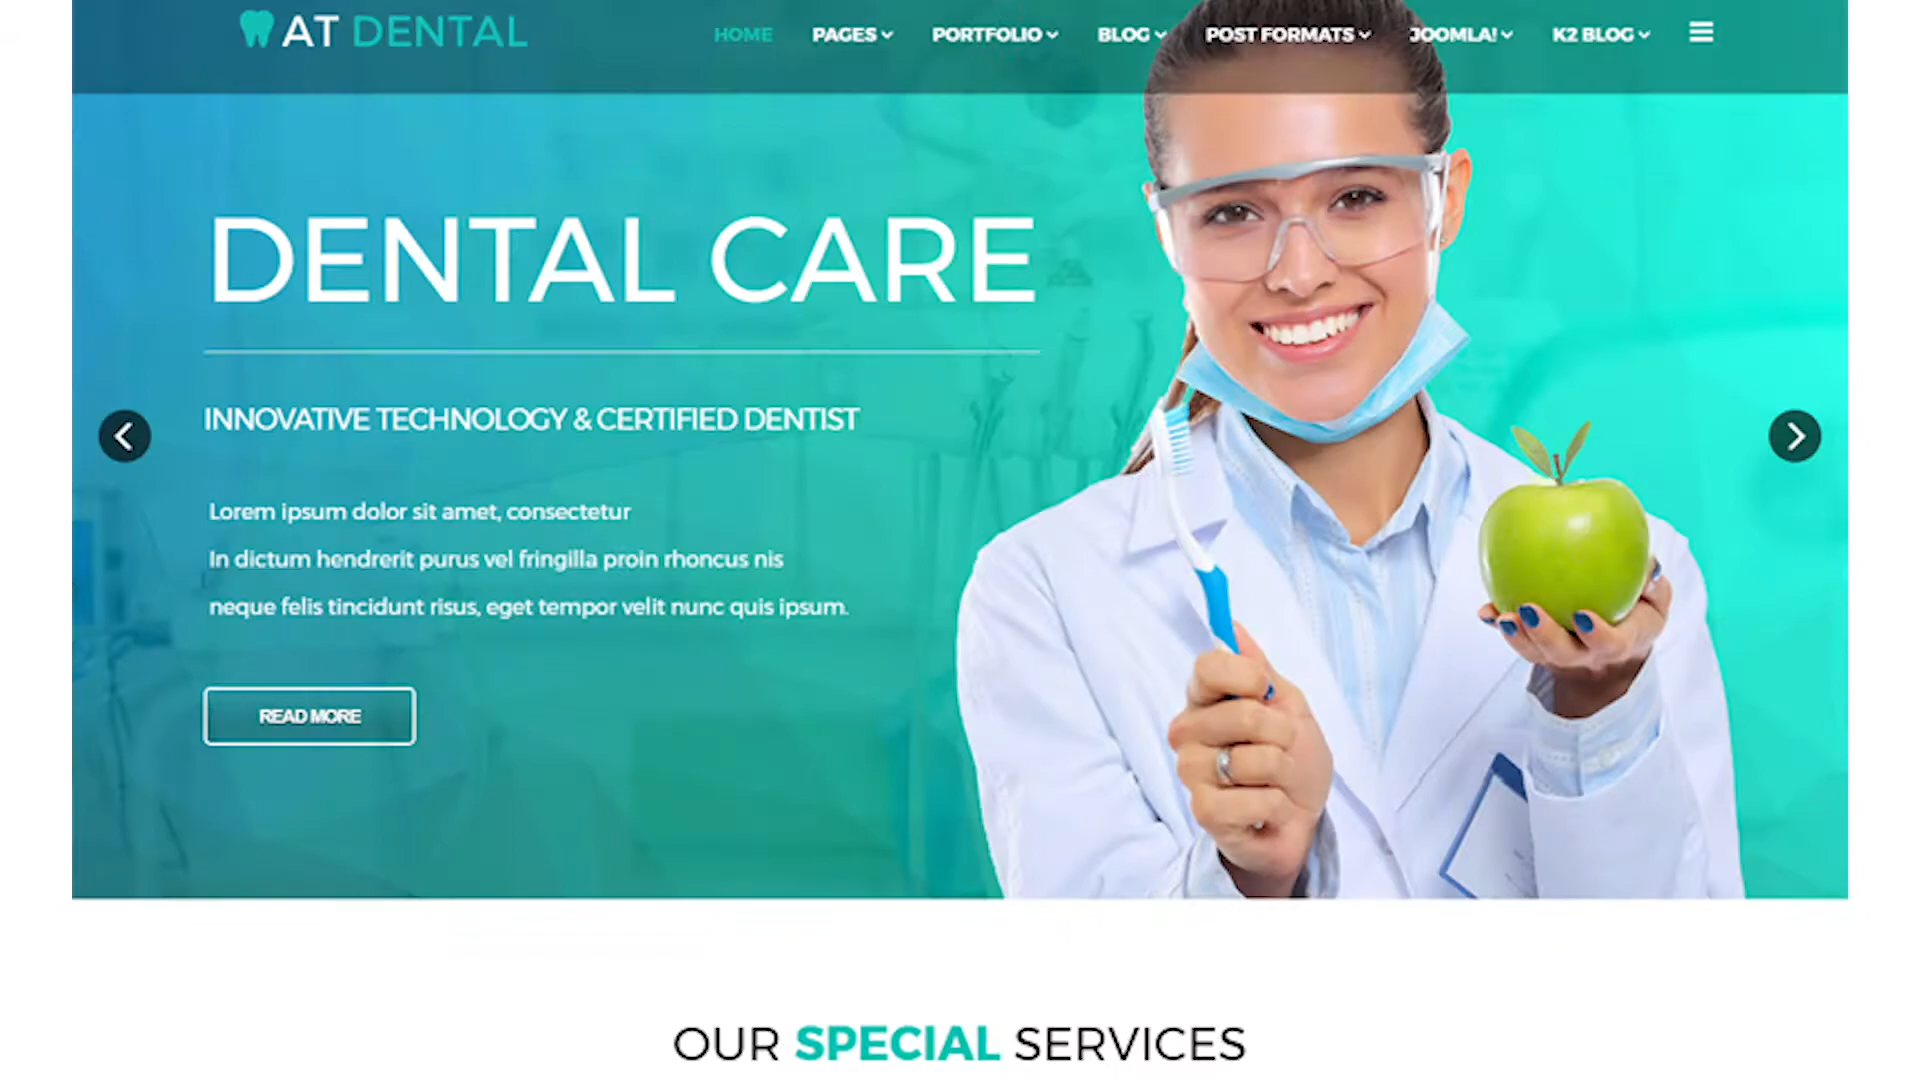 AT DENTAL
HOME PAGES PORTFOLIO BLOG POST FORMATS JOOMLA! K2 BLOG
DENTAL CARE
INNOVATIVE TECHNOLOGY & CERTIFIED DENTIST
Lorem ipsum dolor sit amet, consectetur
In dictum hendrerit purus vel fringilla proin rhoncus nis
neque felis tincidunt risus, eget tempor velit nunc quis ipsum.
READ MORE
OUR SPECIAL SERVICES